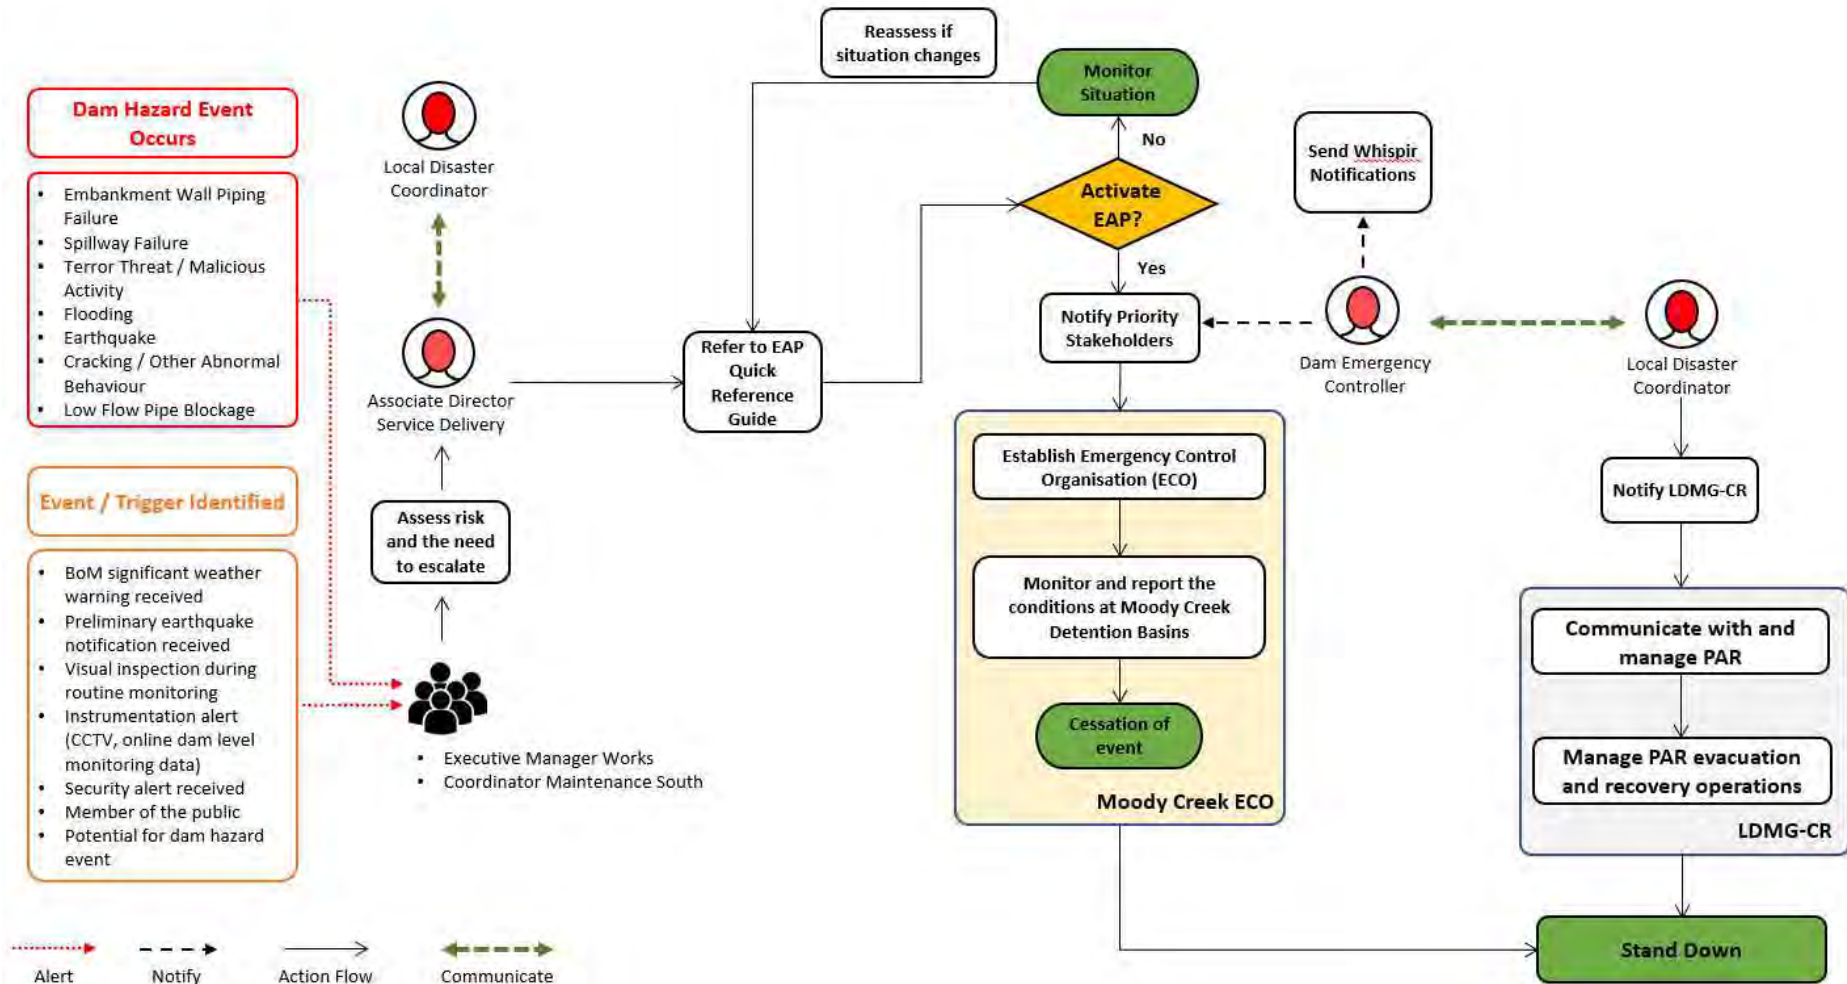 Dam Hazard Event
Occurs
• Embankment Wall Piping
Failure
• Spillway Failure
• Terror Threat / Malicious
Activity
• Flooding
• Earthquake
• Cracking / Other Abnormal
Behaviour
• Low Flow Pipe Blockage
Event / Trigger Identified
• BoM significant weather
warning received
• Preliminary earthquake
notification received
• Visual inspection during
routine monitoring
• Instrumentation alert
(CCTV, online dam level
monitoring data)
• Security alert received
• Member of the public
• Potential for dam hazard
event
Local Disaster
Coordinator
Associate Director
Service Delivery
Assess risk
and the need
to escalate
• Executive Manager Works
• Coordinator Maintenance South
Refer to EAP
Quick
Reference
Guide
Reassess if
situation changes
Monitor
Situation
No
Activate
EAP?
Yes
Notify Priority
Stakeholders
Send Whispir
Notifications
Dam Emergency
Controller
Local Disaster
Coordinator
Establish Emergency Control
Organisation (ECO)
Monitor and report the
conditions at Moody Creek
Detention Basins
Cessation of
event
Moody Creek ECO
Notify LDMG-CR
Communicate with and
manage PAR
Manage PAR evacuation
and recovery operations
LDMG-CR
Stand Down
Alert
Notify
Action Flow
Communicate